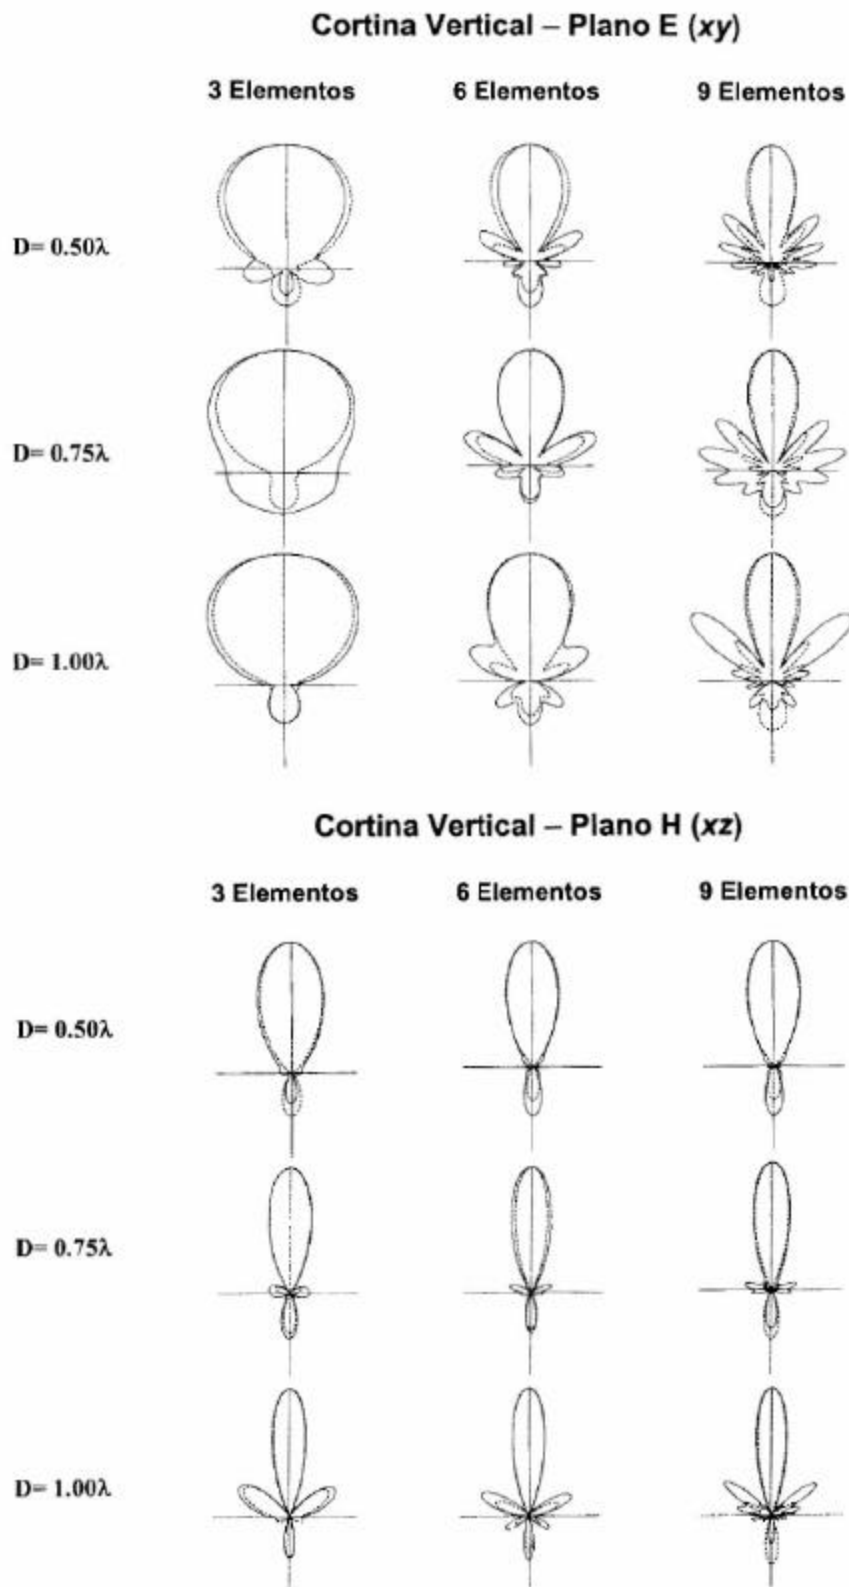 Cortina Vertical – Plano E (xy)
3 Elementos 6 Elementos 9 Elementos
D= 0.50λ
D= 0.75λ
D= 1.00λ
Cortina Vertical – Plano H (xz)
3 Elementos 6 Elementos 9 Elementos
D= 0.50λ
D= 0.75λ
D= 1.00λ